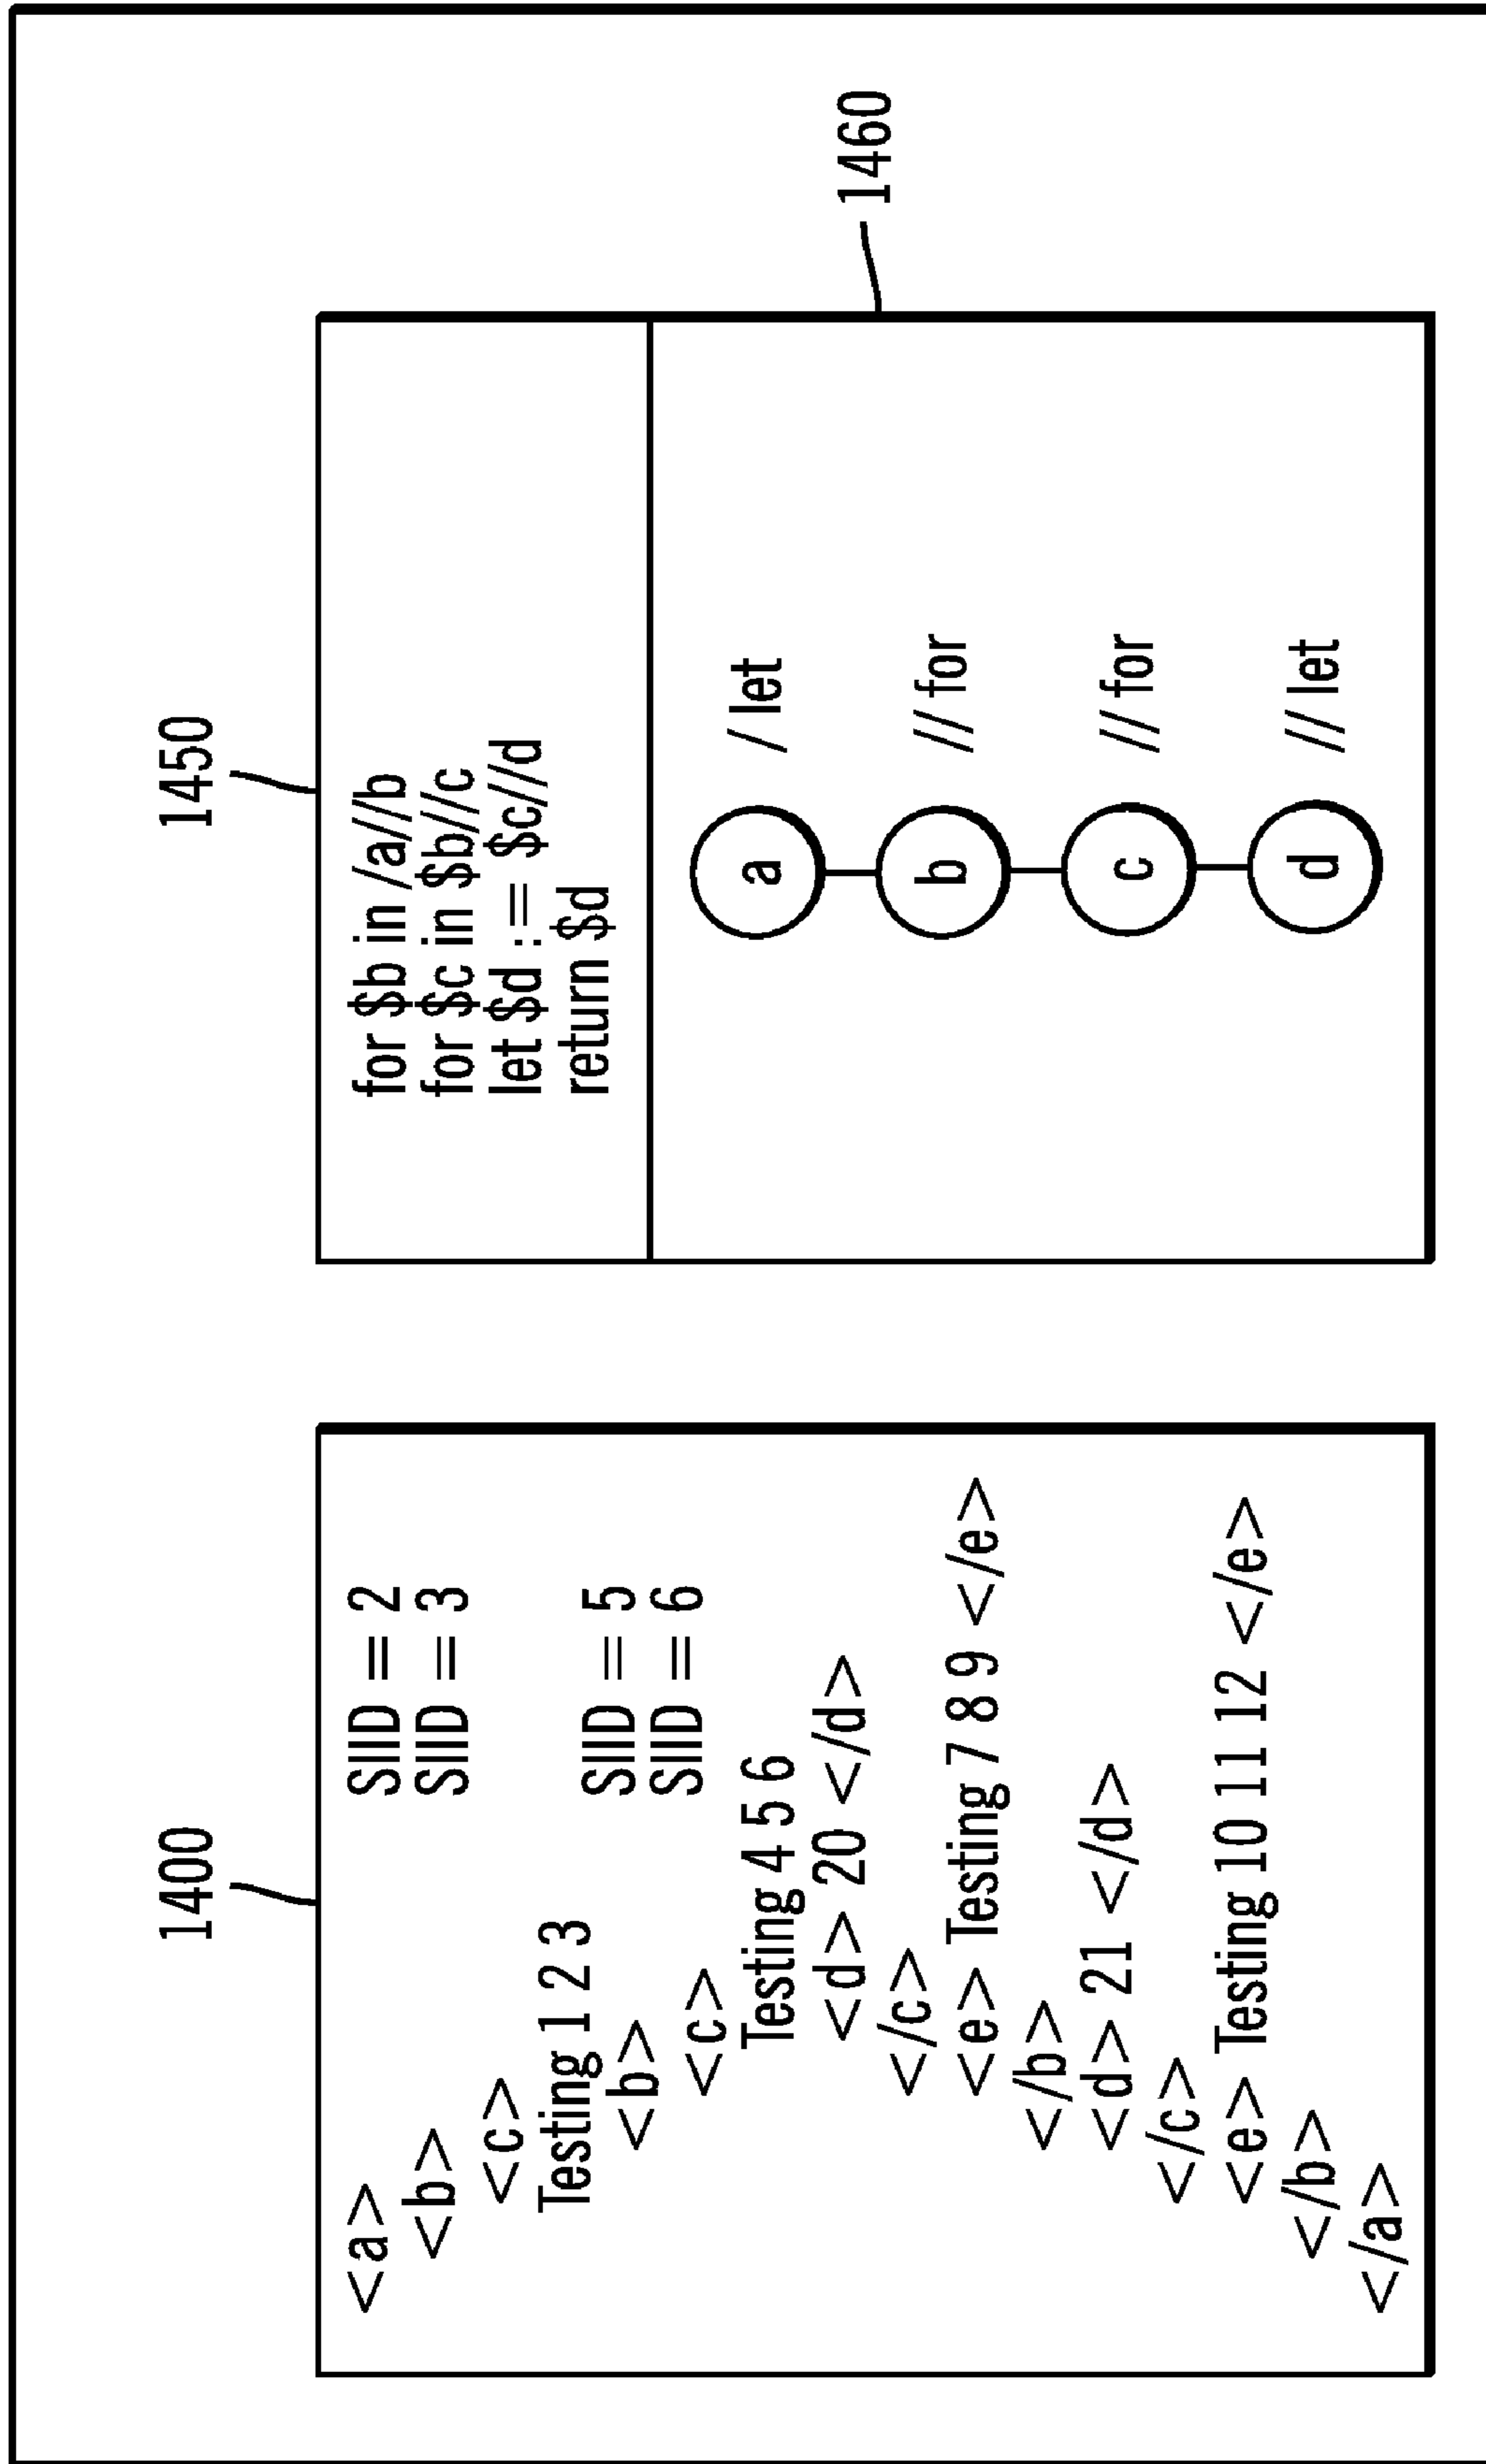 1400
<a> SIID = 2
<b> SIID = 3
<c>
Testing 1 2 3
<b> SIID = 5
<c> SIID = 6
Testing 4 5 6
<d> 20 </d>
</c>
<e> Testing 7 8 9 </e>
</b>
<d> 21 </d>
</c>
<e> Testing 10 11 12 </e>
</b>
</a>
1450
for $b in /a//b
for $c in $b//c
let $d := $c//d
return $d
1460
a / let
b // for
c // for
d // let